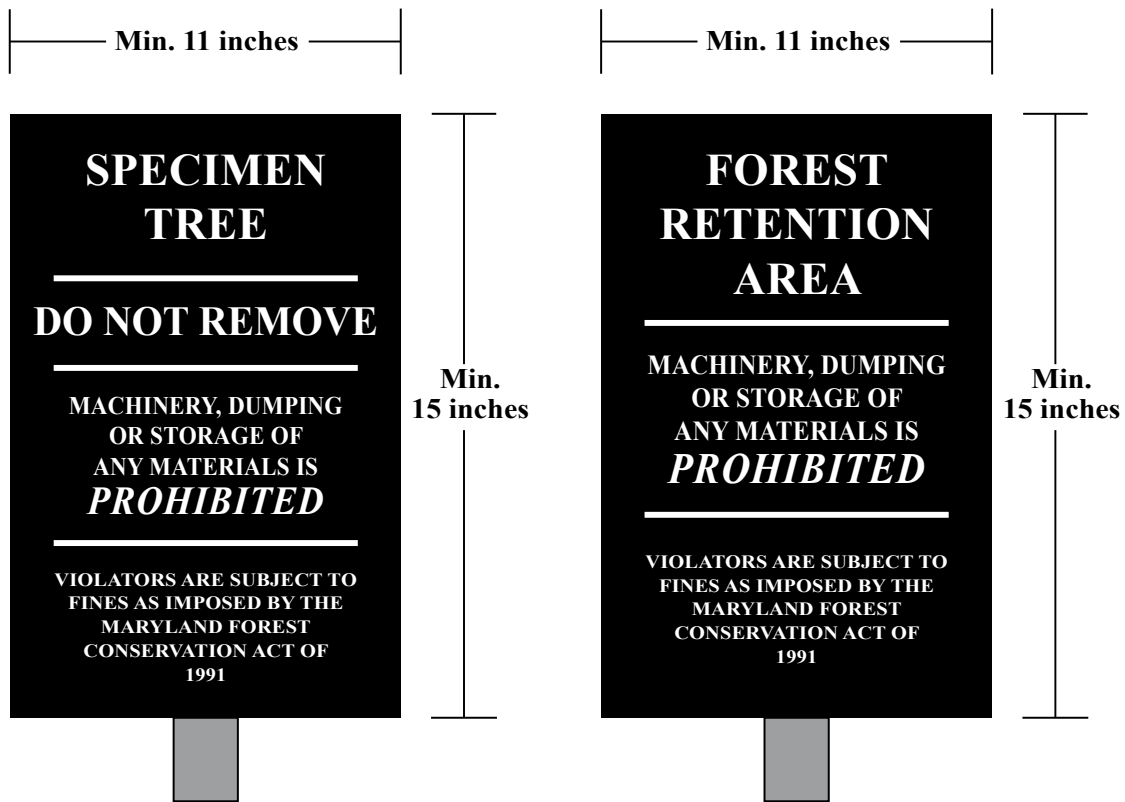 Min. 11 inches
SPECIMEN
TREE
DO NOT REMOVE
MACHINERY, DUMPING
OR STORAGE OF
ANY MATERIALS IS
PROHIBITED
VIOLATORS ARE SUBJECT TO
FINES AS IMPOSED BY THE
MARYLAND FOREST
CONSERVATION ACT OF
1991
Min.
15 inches
Min. 11 inches
FOREST
RETENTION
AREA
MACHINERY, DUMPING
OR STORAGE OF
ANY MATERIALS IS
PROHIBITED
VIOLATORS ARE SUBJECT TO
FINES AS IMPOSED BY THE
MARYLAND FOREST
CONSERVATION ACT OF
1991
Min.
15 inches